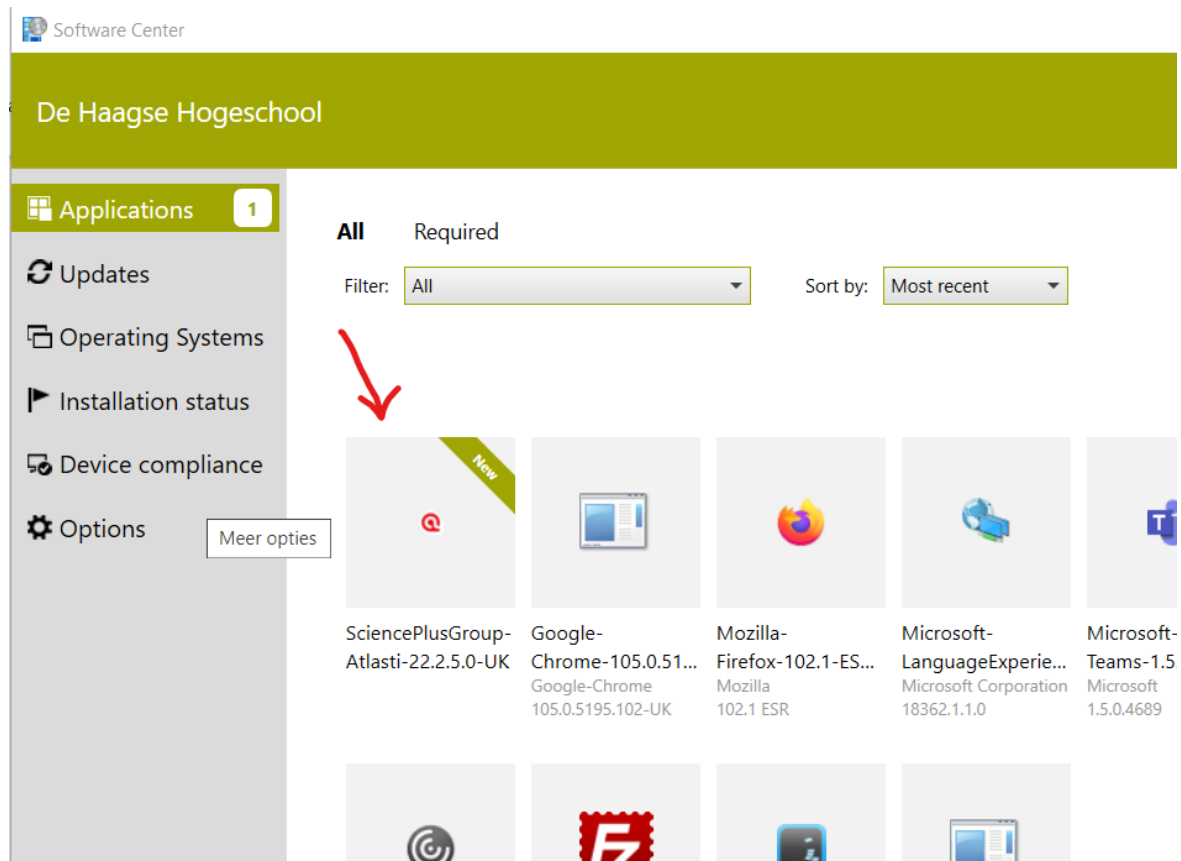 Software Center
De Haagse Hogeschool
Applications 1
Updates
Operating Systems
Installation status
Device compliance
Options
Meer opties
All Required
Filter: All Sort by: Most recent
New
SciencePlusGroup-
Atlasti-22.2.5.0-UK
Google-
Chrome-105.0.51...
Google-Chrome
105.0.5195.102-UK
Mozilla-
Firefox-102.1-ES...
Mozilla
102.1 ESR
Microsoft-
LanguageExperie...
Microsoft Corporation
18362.1.1.0
Microsoft-
Teams-1.5
Microsoft
1.5.0.4689